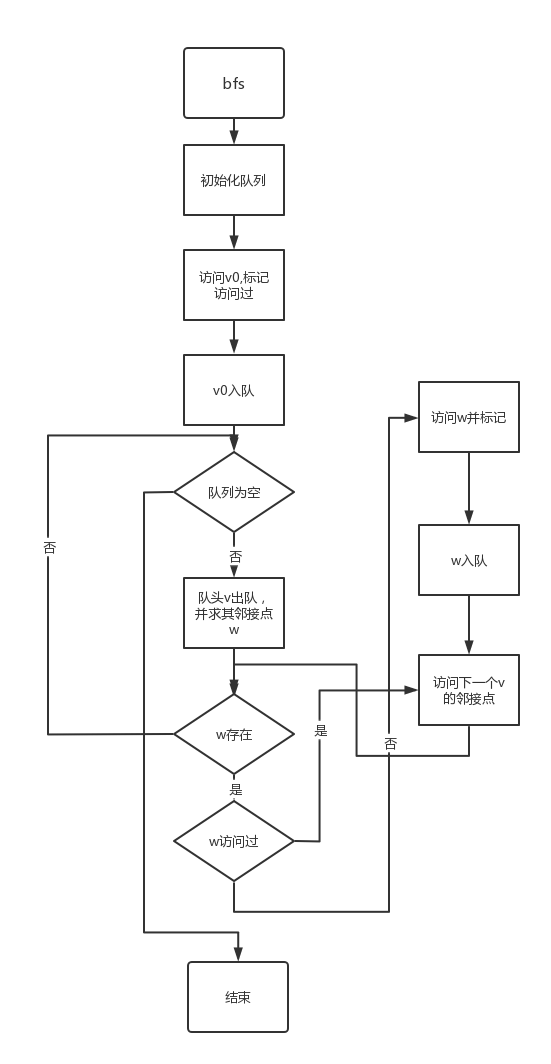 bfs
初始化队列
访问v0,标记
访问过
v0入队
队列为空
否
队头v出队，
并求其邻接点
w
否
w存在
是
w访问过
是
否
访问w并标记
w入队
访问下一个v
的邻接点
结束